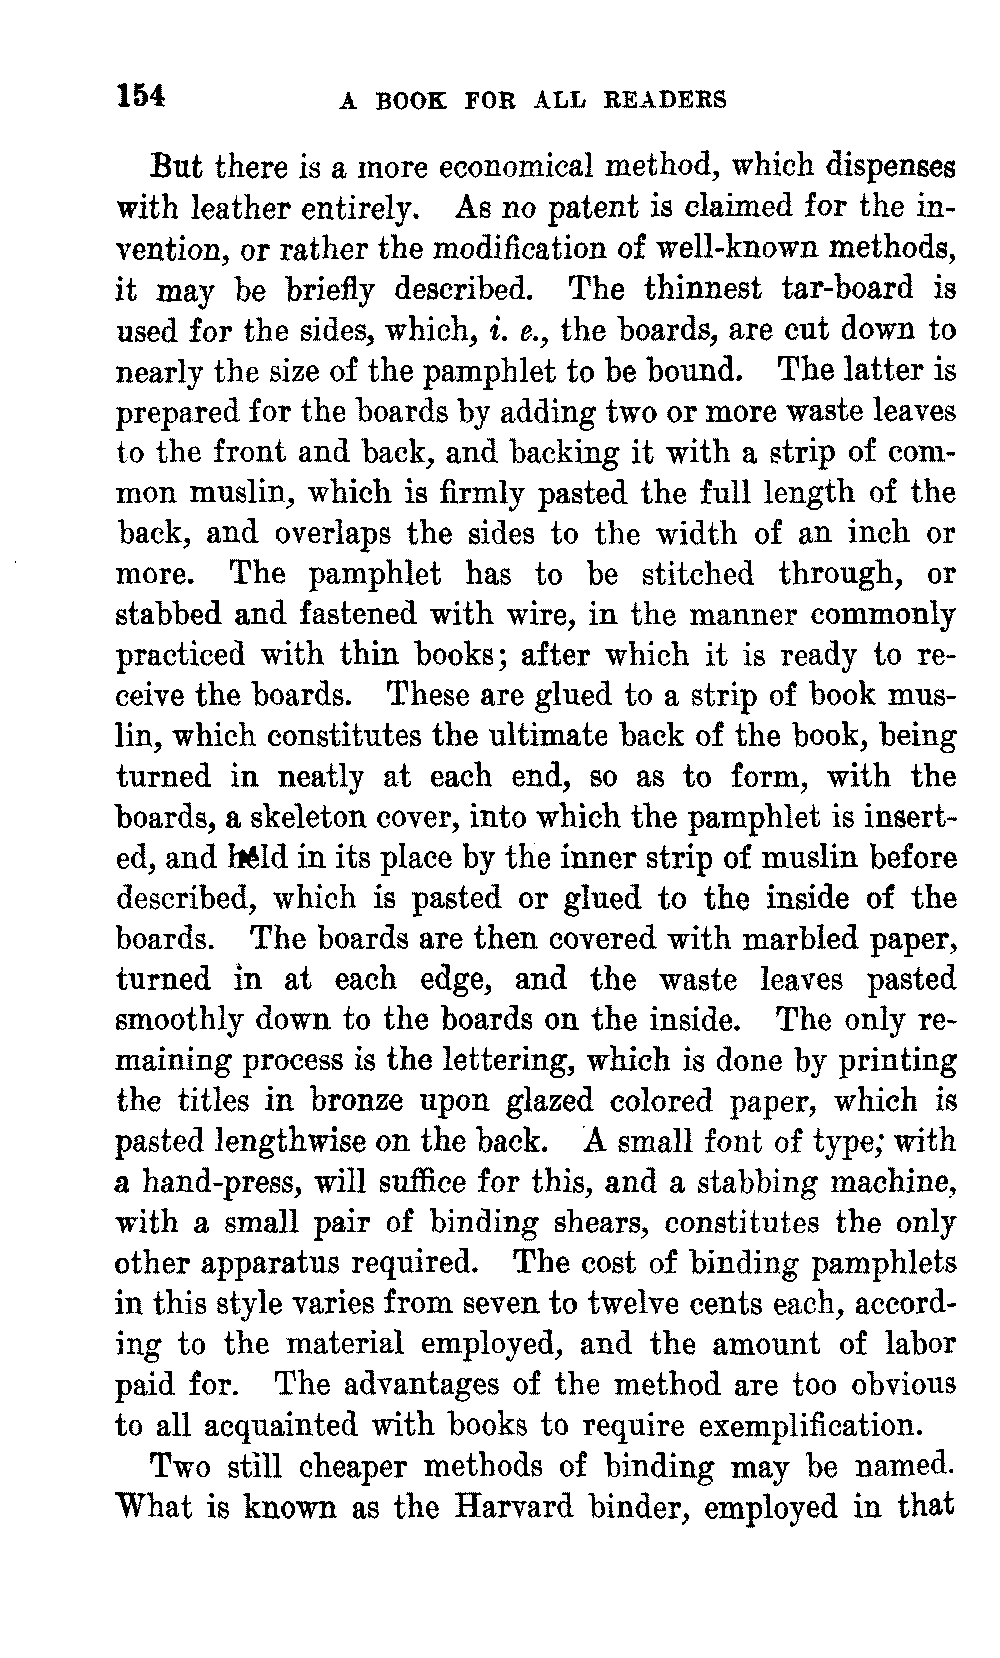 154 A BOOK FOR ALL READERS
But there is a more economical method, which dispenses
with leather entirely. As no patent is claimed for the in-
vention, or rather the modification of well-known methods,
it may be briefly described. The thinnest tar-board is
used for the sides, which, i. e., the boards, are cut down to
nearly the size of the pamphlet to be bound. The latter is
prepared for the boards by adding two or more waste leaves
to the front and back, and backing it with a strip of com-
mon muslin, which is firmly pasted the full length of the
back, and overlaps the sides to the width of an inch or
more. The pamphlet has to be stitched through, or
stabbed and fastened with wire, in the manner commonly
practiced with thin books; after which it is ready to re-
ceive the boards. These are glued to a strip of book mus-
lin, which constitutes the ultimate back of the book, being
turned in neatly at each end, so as to form, with the
boards, a skeleton cover, into which the pamphlet is insert-
ed, and held in its place by the inner strip of muslin before
described, which is pasted or glued to the inside of the
boards. The boards are then covered with marbled paper,
turned in at each edge, and the waste leaves pasted
smoothly down to the boards on the inside. The only re-
maining process is the lettering, which is done by printing
the titles in bronze upon glazed colored paper, which is
pasted lengthwise on the back. A small font of type; with
a hand-press, will suffice for this, and a stabbing machine,
with a small pair of binding shears, constitutes the only
other apparatus required. The cost of binding pamphlets
in this style varies from seven to twelve cents each, accord-
ing to the material employed, and the amount of labor
paid for. The advantages of the method are too obvious
to all acquainted with books to require exemplification.
Two still cheaper methods of binding may be named.
What is known as the Harvard binder, employed in that